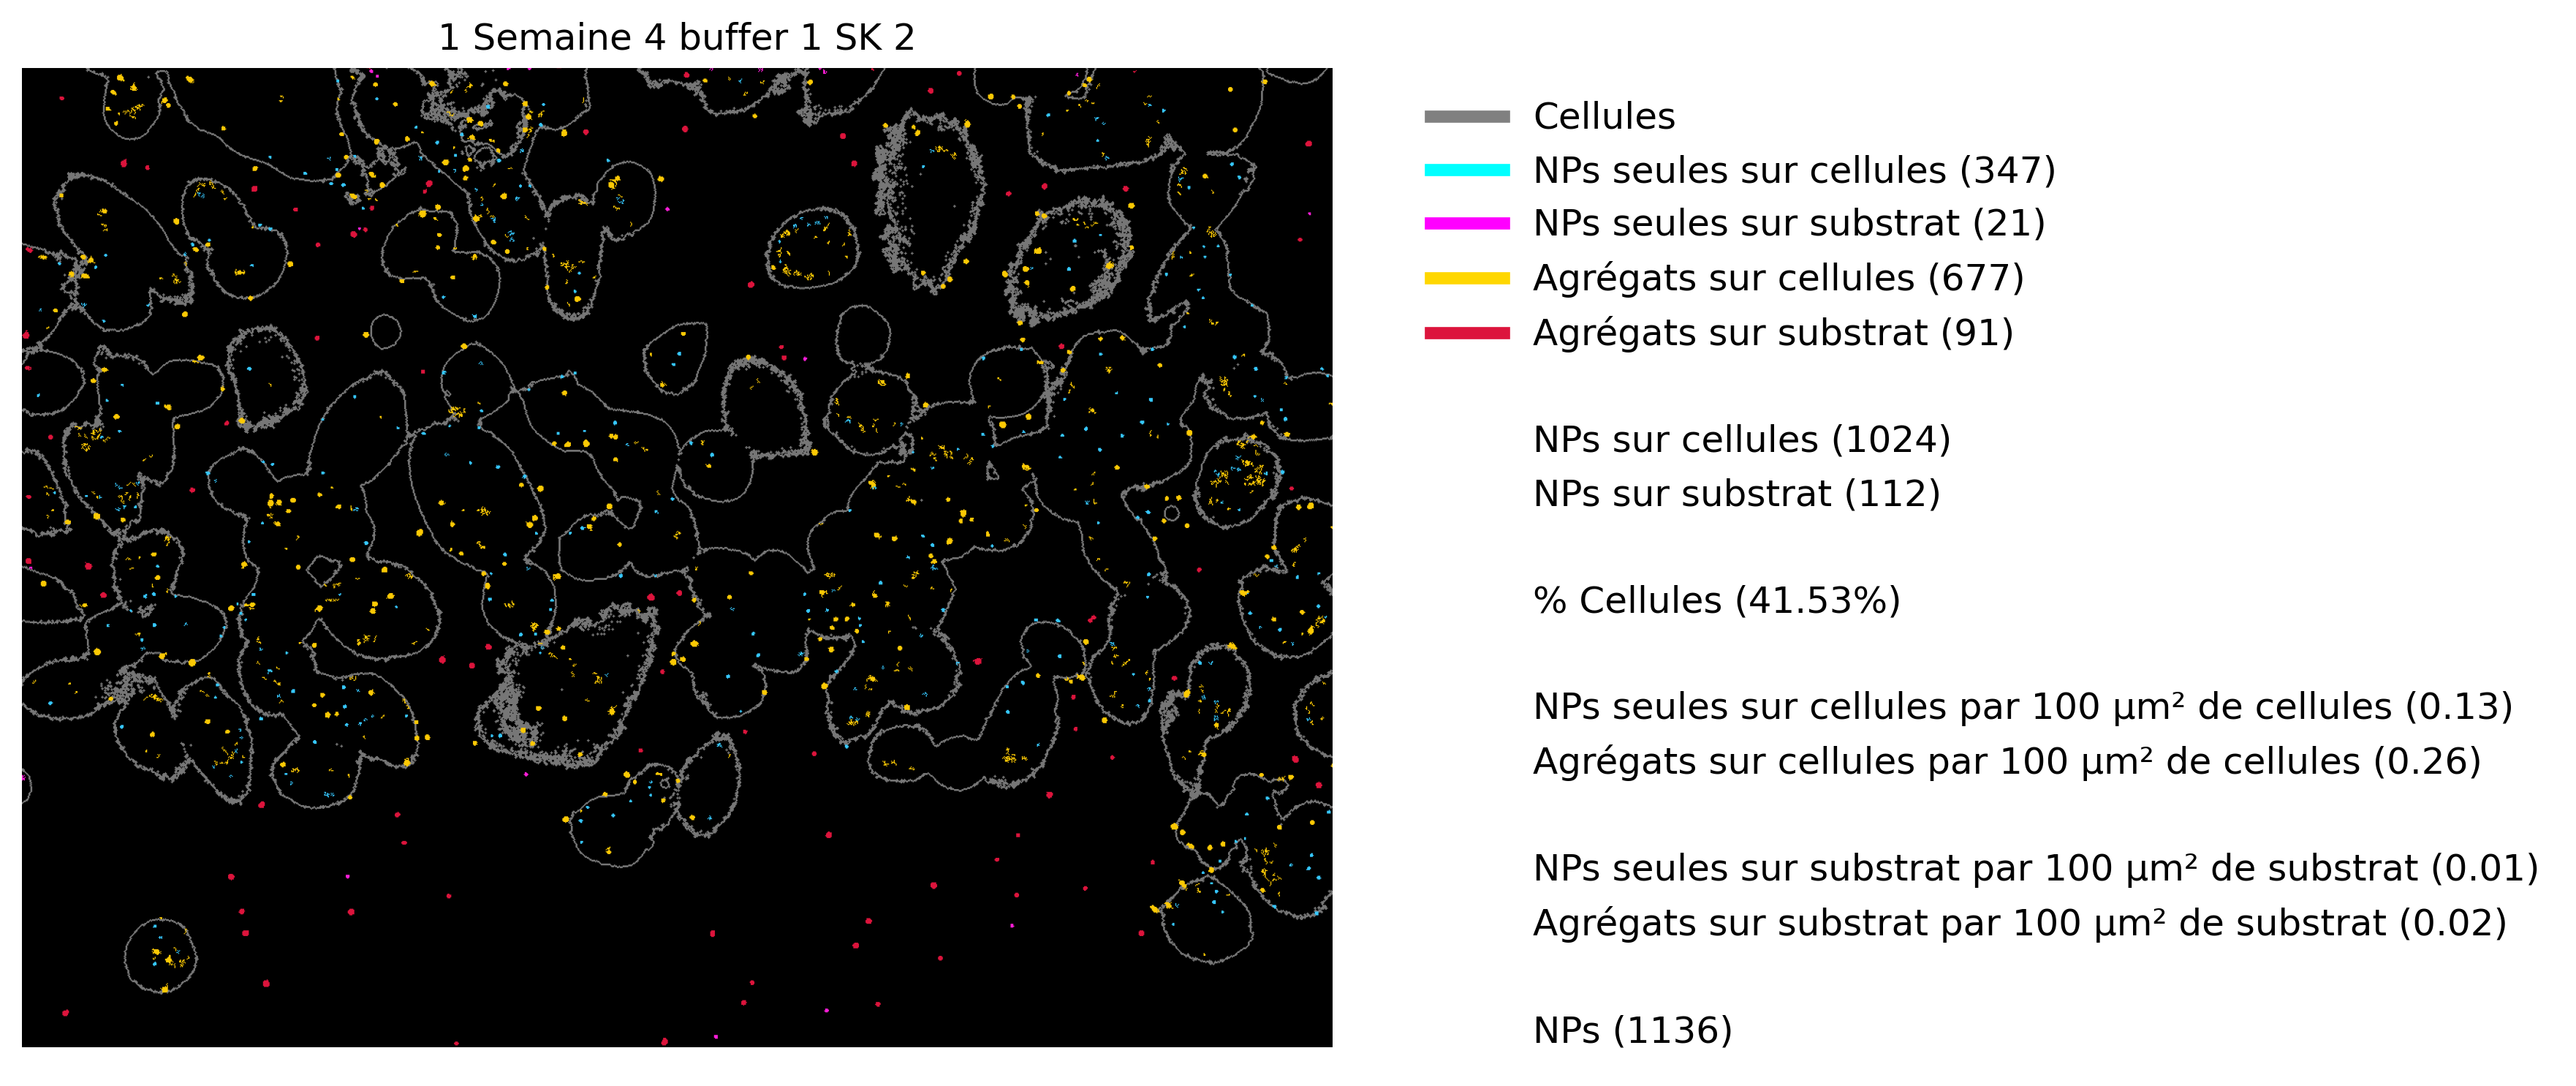 1 Semaine 4 buffer 1 SK 2
Cellules
NPs seules sur cellules (347)
NPs seules sur substrat (21)
Agrégats sur cellules (677)
Agrégats sur substrat (91)
NPs sur cellules (1024)
NPs sur substrat (112)
% Cellules (41.53%)
NPs seules sur cellules par 100 µm² de cellules (0.13)
Agrégats sur cellules par 100 µm² de cellules (0.26)
NPs seules sur substrat par 100 µm² de substrat (0.01)
Agrégats sur substrat par 100 µm² de substrat (0.02)
NPs (1136)